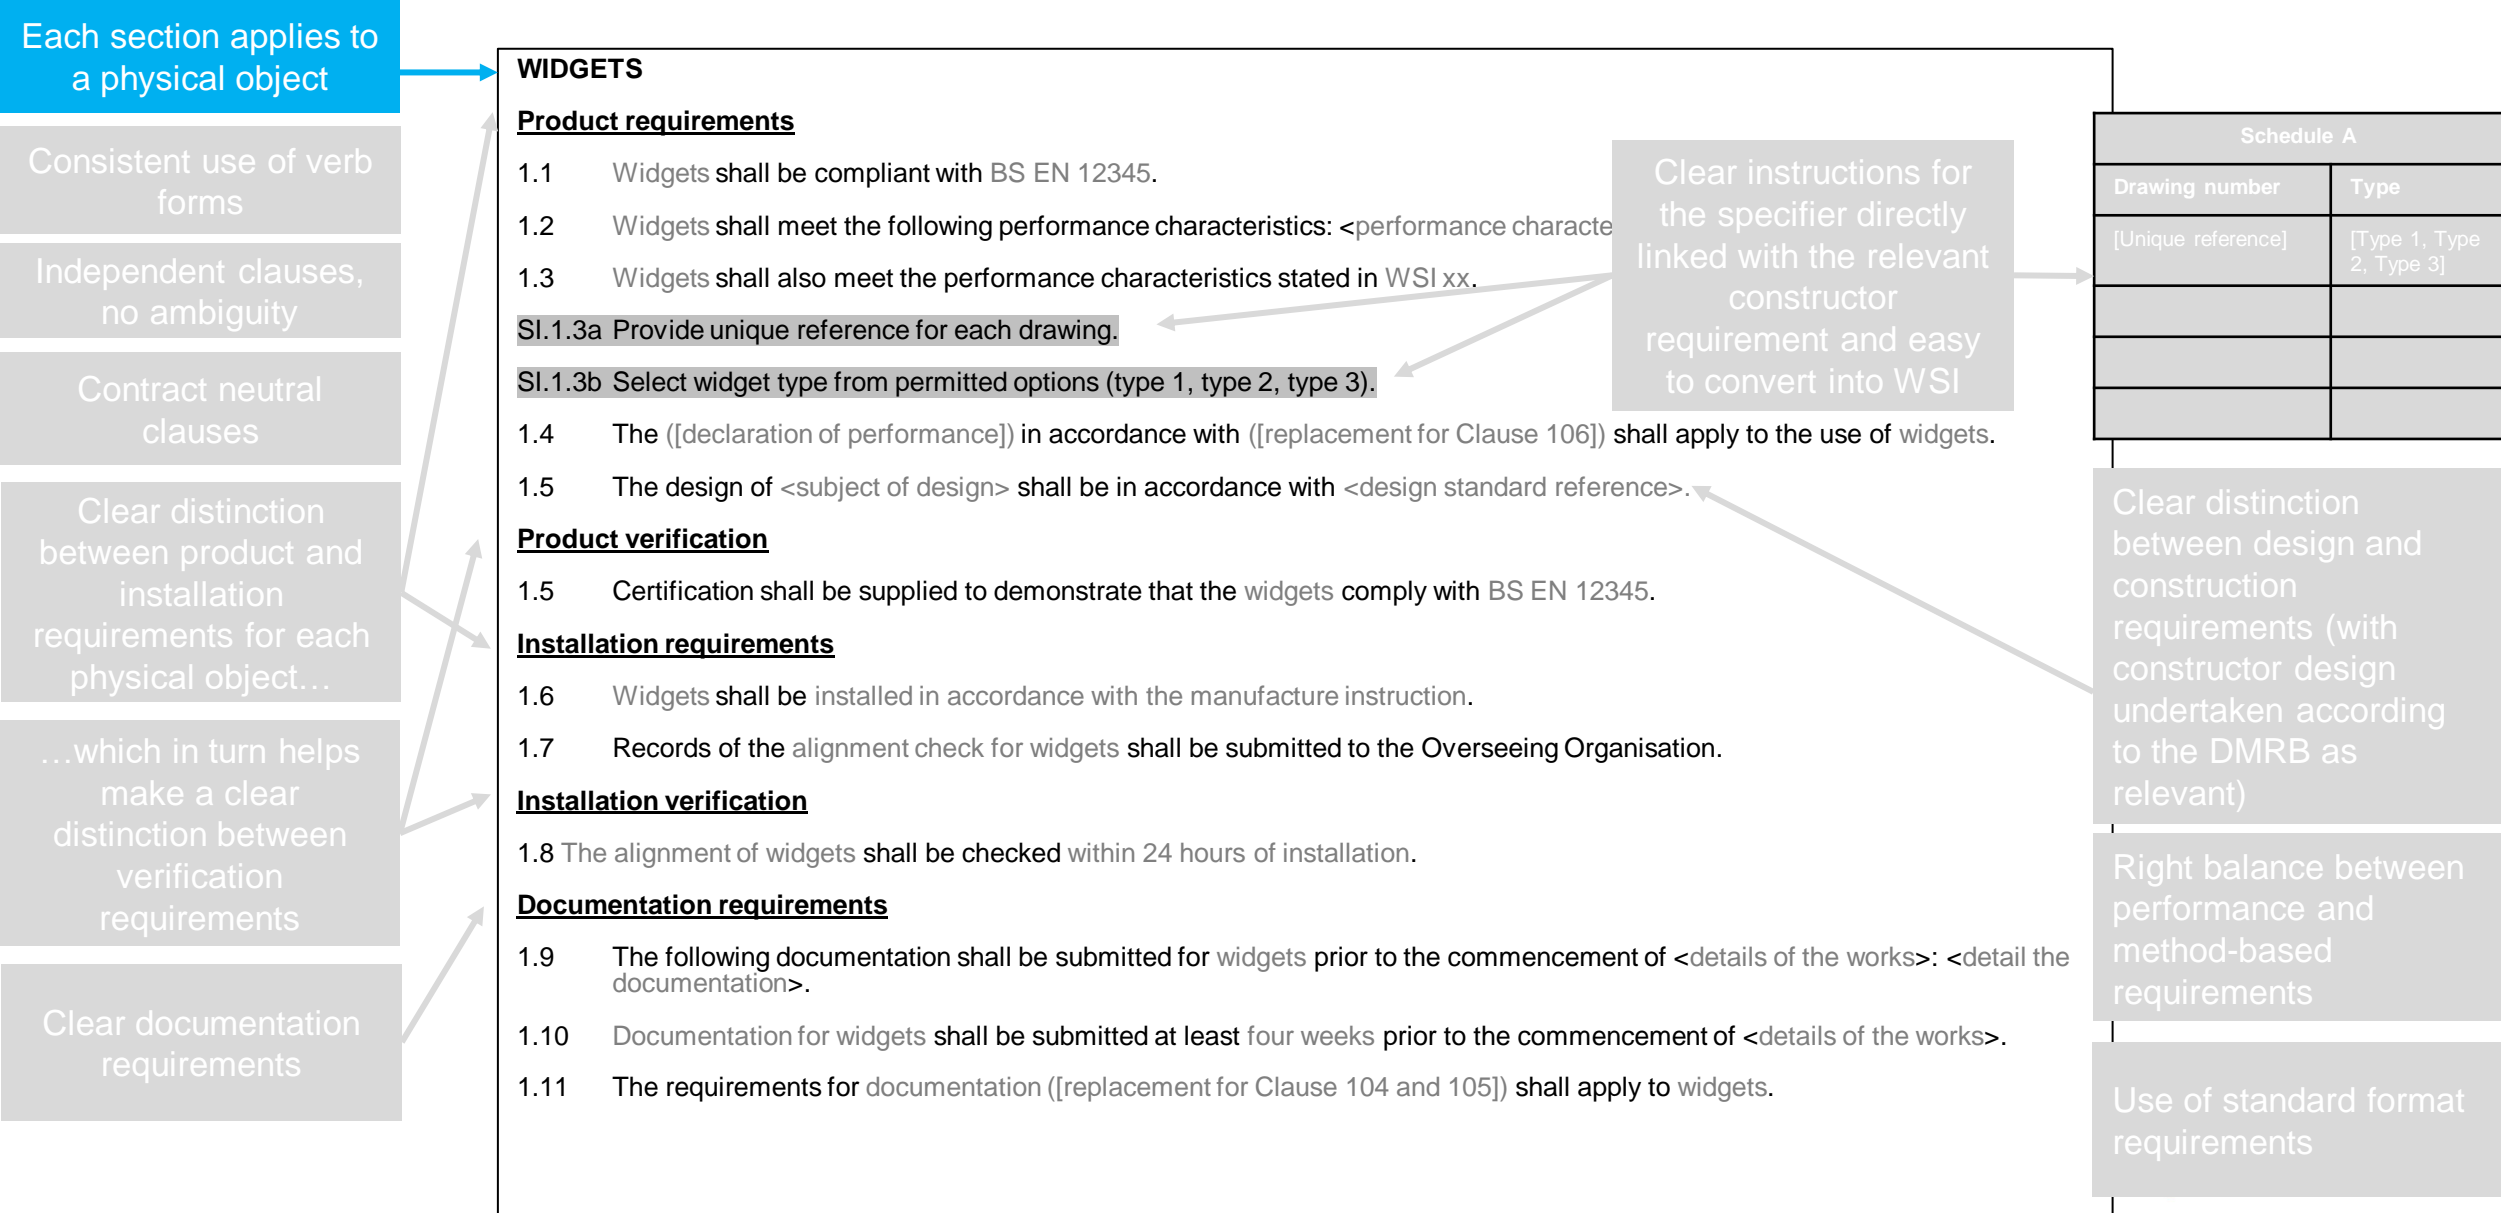 Each section applies to
a physical object
Consistent use of verb
forms
Independent clauses,
no ambiguity
Contract neutral
clauses
Clear distinction
between product and
installation
requirements for each
physical object…
…which in turn helps
make a clear
distinction between
verification
requirements
Clear documentation
requirements
WIDGETS
Product requirements
1.1 Widgets shall be compliant with BS EN 12345.
1.2 Widgets shall meet the following performance characteristics: <performance characte
1.3 Widgets shall also meet the performance characteristics stated in WSI xx.
SI.1.3a Provide unique reference for each drawing.
SI.1.3b Select widget type from permitted options (type 1, type 2, type 3).
1.4 The ([declaration of performance]) in accordance with ([replacement for Clause 106]) shall apply to the use of widgets.
1.5 The design of <subject of design> shall be in accordance with <design standard reference>.
Product verification
1.5 Certification shall be supplied to demonstrate that the widgets comply with BS EN 12345.
Installation requirements
1.6 Widgets shall be installed in accordance with the manufacture instruction.
1.7 Records of the alignment check for widgets shall be submitted to the Overseeing Organisation.
Installation verification
1.8 The alignment of widgets shall be checked within 24 hours of installation.
Documentation requirements
1.9 The following documentation shall be submitted for widgets prior to the commencement of <details of the works>: <detail the
documentation>.
1.10 Documentation for widgets shall be submitted at least four weeks prior to the commencement of <details of the works>.
1.11 The requirements for documentation ([replacement for Clause 104 and 105]) shall apply to widgets.
Clear instructions for
the specifier directly
linked with the relevant
constructor
requirement and easy
to convert into WSI
Schedule A
Drawing number Type
[Unique reference] [Type 1, Type
2, Type 3]
Clear distinction
between design and
construction
requirements (with
constructor design
undertaken according
to the DMRB as
relevant)
Right balance between
performance and
method-based
requirements
Use of standard format
requirements